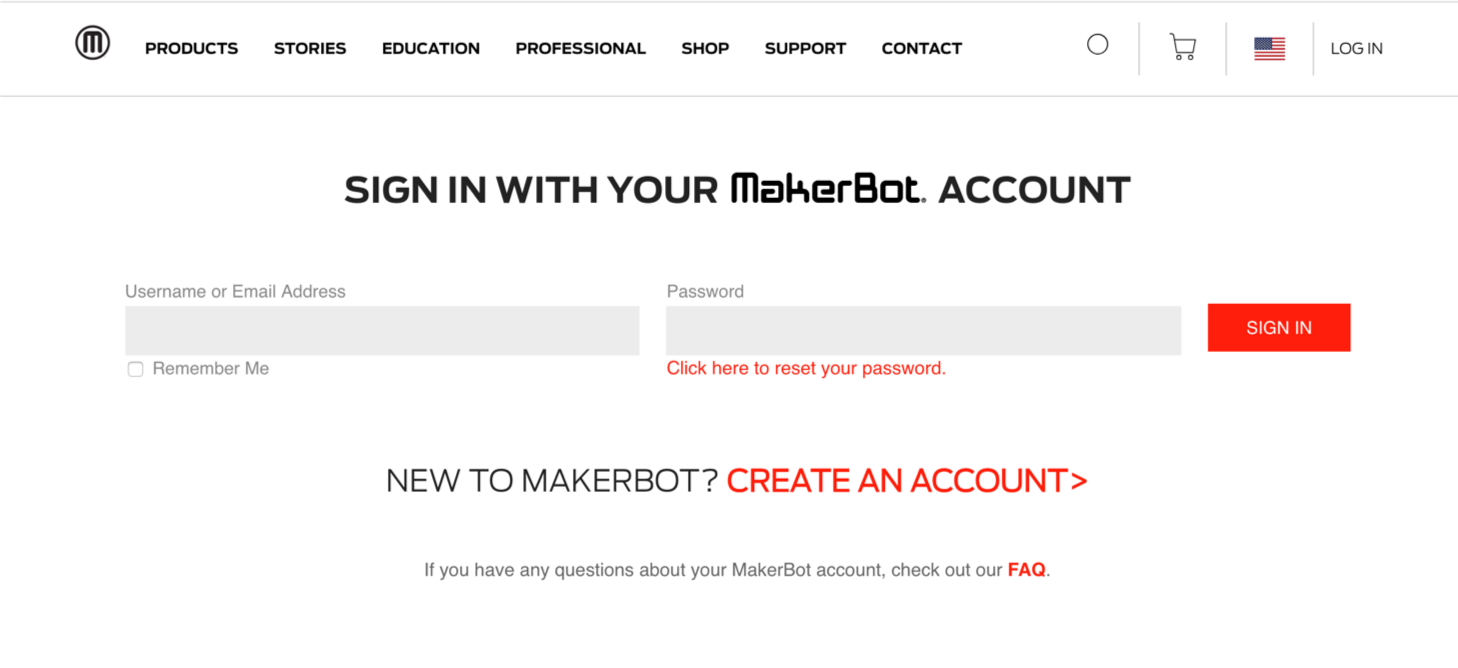 PRODUCTS STORIES EDUCATION PROFESSIONAL SHOP SUPPORT CONTACT LOG IN
SIGN IN WITH YOUR MakerBot. ACCOUNT
Username or Email Address Password
SIGN IN
Remember Me Click here to reset your password.
NEW TO MAKERBOT? CREATE AN ACCOUNT>
If you have any questions about your MakerBot account, check out our FAQ.